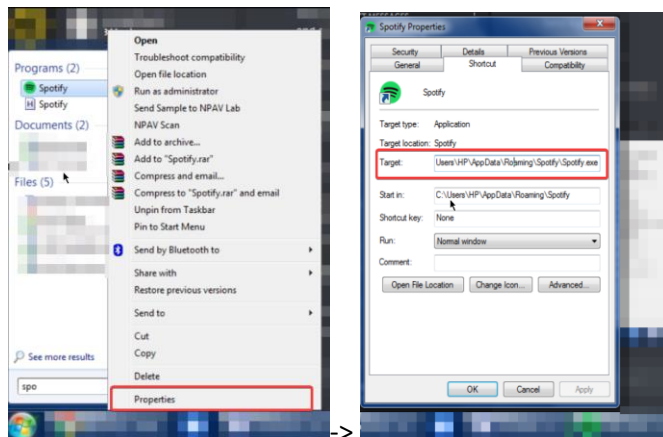 Programs (2)
Spotify
Spotify
Documents (2)
Files (5)
See more results
spo
Open
Troubleshoot compatibility
Open file location
Run as administrator
Send Sample to NPAV Lab
NPAV Scan
Add to archive...
Add to "Spotify.rar"
Compress and email...
Compress to "Spotify.rar" and email
Unpin from Taskbar
Pin to Start Menu
Send by Bluetooth to
Share with
Restore previous versions
Send to
Cut
Copy
Delete
Properties
->
Spotify Properties
Security Details Previous Versions
General Shortcut Compatibility
Spotify
Target type: Application
Target location: Spotify
Target: Users\HP\AppData\Roaming\Spotify\Spotify.exe
Start in: C:\Users\HP\AppData\Roaming\Spotify
Shortcut key: None
Run: Normal window
Comment:
Open File Location Change Icon... Advanced...
OK Cancel Apply